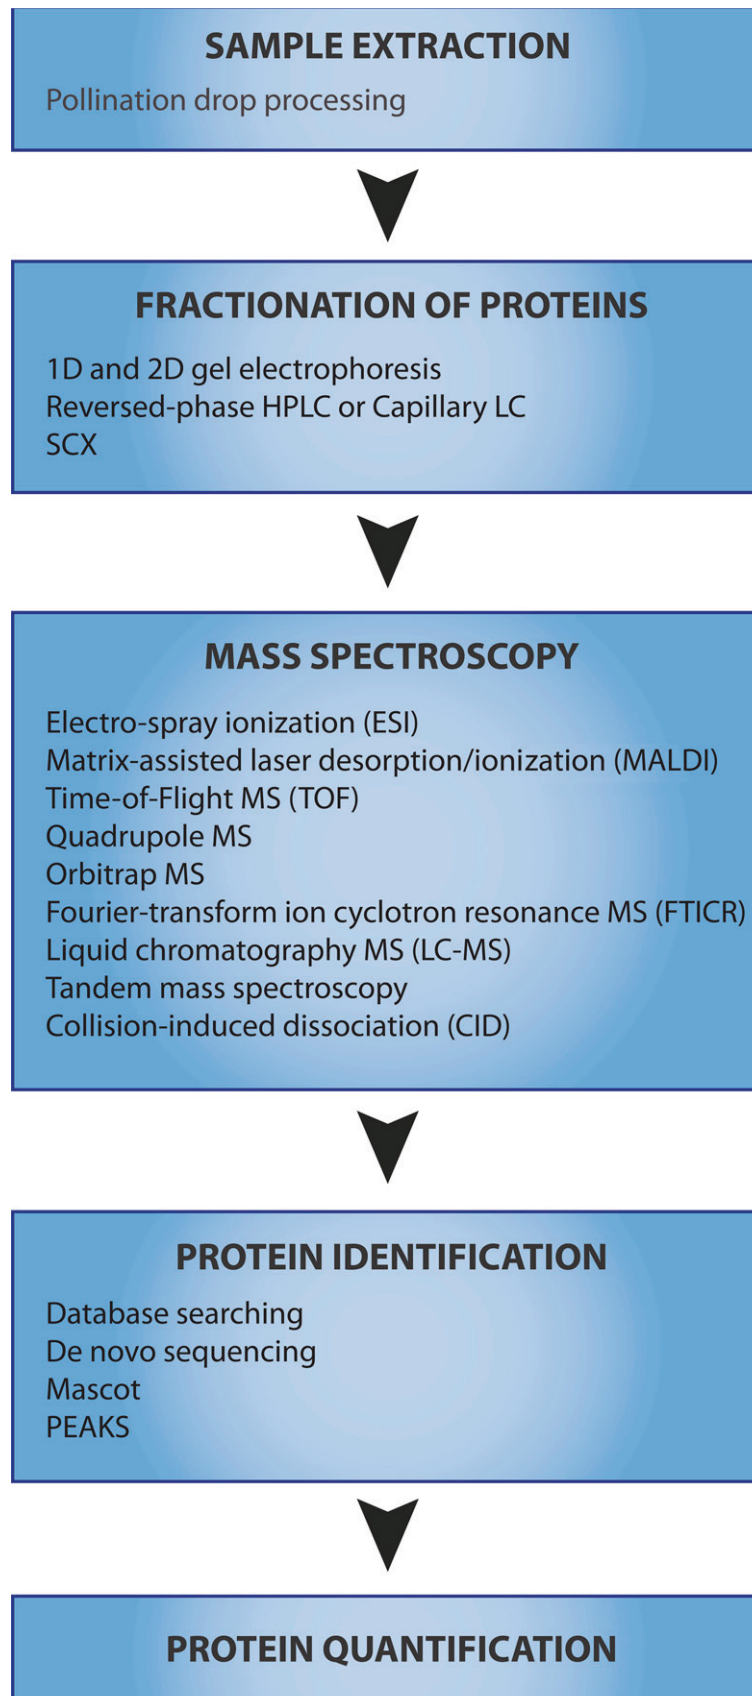 SAMPLE EXTRACTION
Pollination drop processing
FRACTIONATION OF PROTEINS
1D and 2D gel electrophoresis
Reversed-phase HPLC or Capillary LC
SCX
MASS SPECTROSCOPY
Electro-spray ionization (ESI)
Matrix-assisted laser desorption/ionization (MALDI)
Time-of-Flight MS (TOF)
Quadrupole MS
Orbitrap MS
Fourier-transform ion cyclotron resonance MS (FTICR)
Liquid chromatography MS (LC-MS)
Tandem mass spectroscopy
Collision-induced dissociation (CID)
PROTEIN IDENTIFICATION
Database searching
De novo sequencing
Mascot
PEAKS
PROTEIN QUANTIFICATION